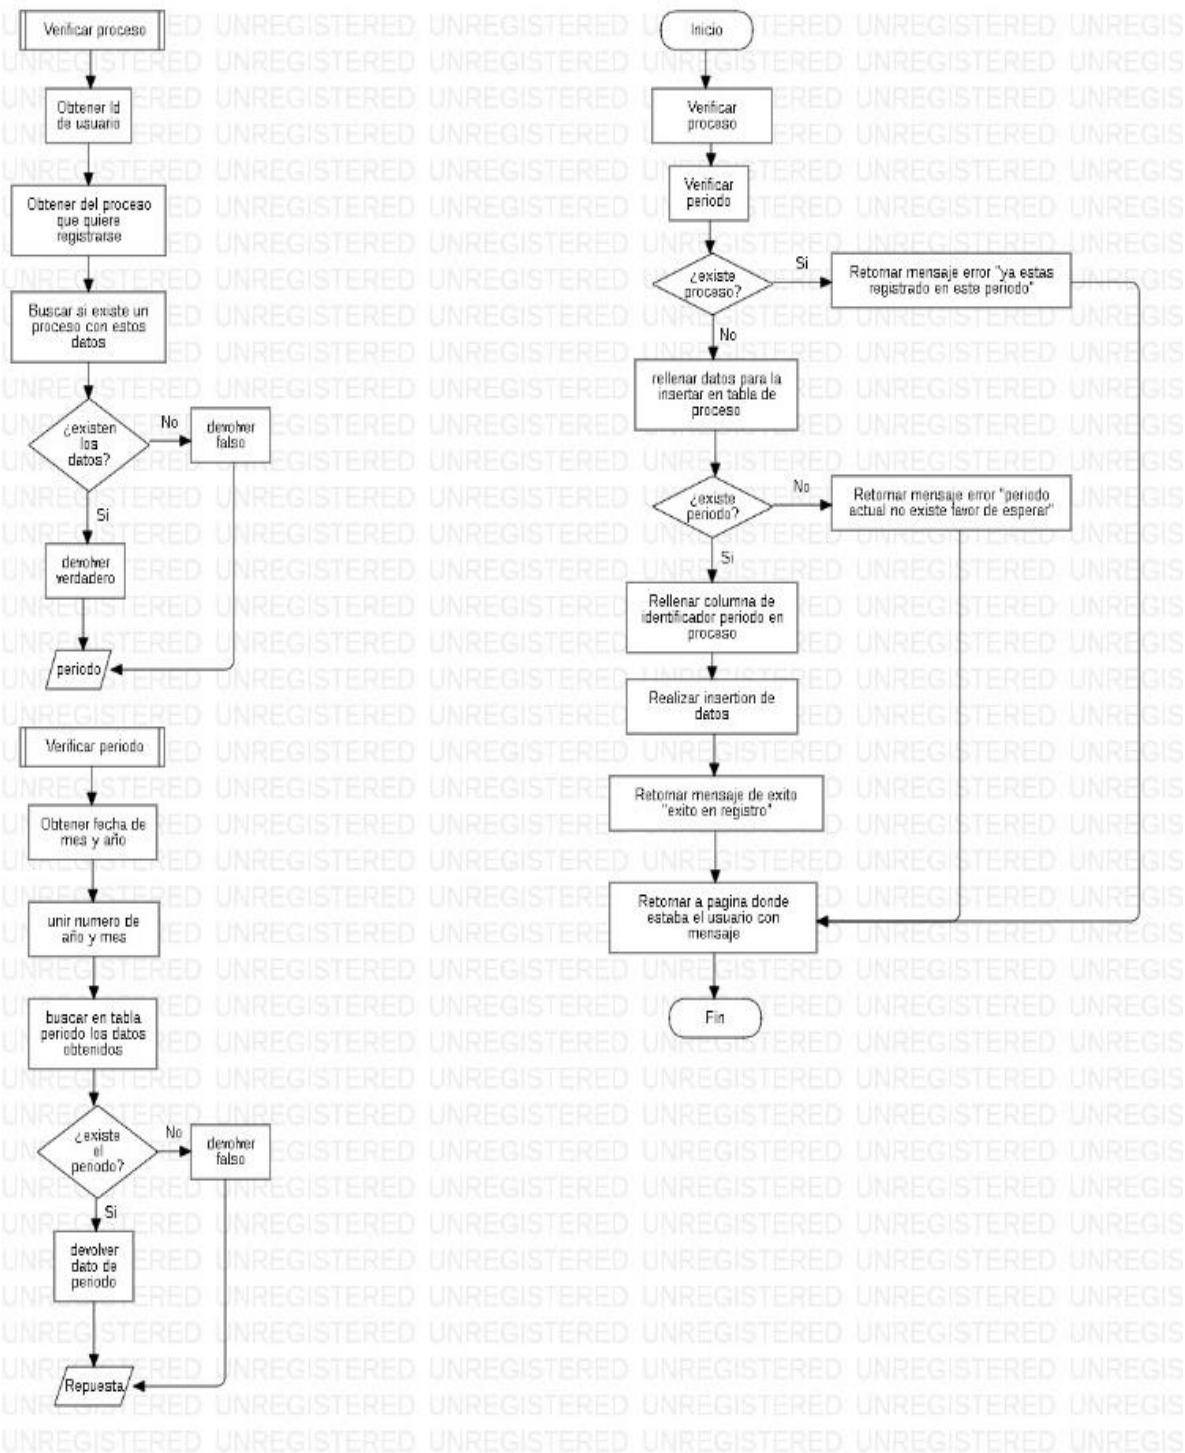 Verificar proceso
Obtener Id
de usuario
Obtener del proceso
que quiere
registrarse
Buscar si existe un
proceso con estos
datos
¿existen
los
datos?
No
devolver
falso
Si
devolver
verdadero
periodo
Verificar periodo
Obtener fecha de
mes y año
unir numero de
año y mes
buscar en tabla
periodo los datos
obtenidos
¿existe
el
periodo?
No
devolver
falso
Si
devolver
dato de
periodo
Repuesta
Inicio
Verificar
proceso
Verificar
periodo
¿existe
proceso?
Si
Retornar mensaje error "ya estas
registrado en este periodo"
No
rellenar datos para la
insertar en tabla de
proceso
¿existe
periodo?
No
Retornar mensaje error "periodo
actual no existe favor de esperar"
Si
Rellenar columna de
identificador periodo en
proceso
Realizar insertion de
datos
Retornar mensaje de exito
"exito en registro"
Retornar a pagina donde
estaba el usuario con
mensaje
Fin
UNREGISTERED